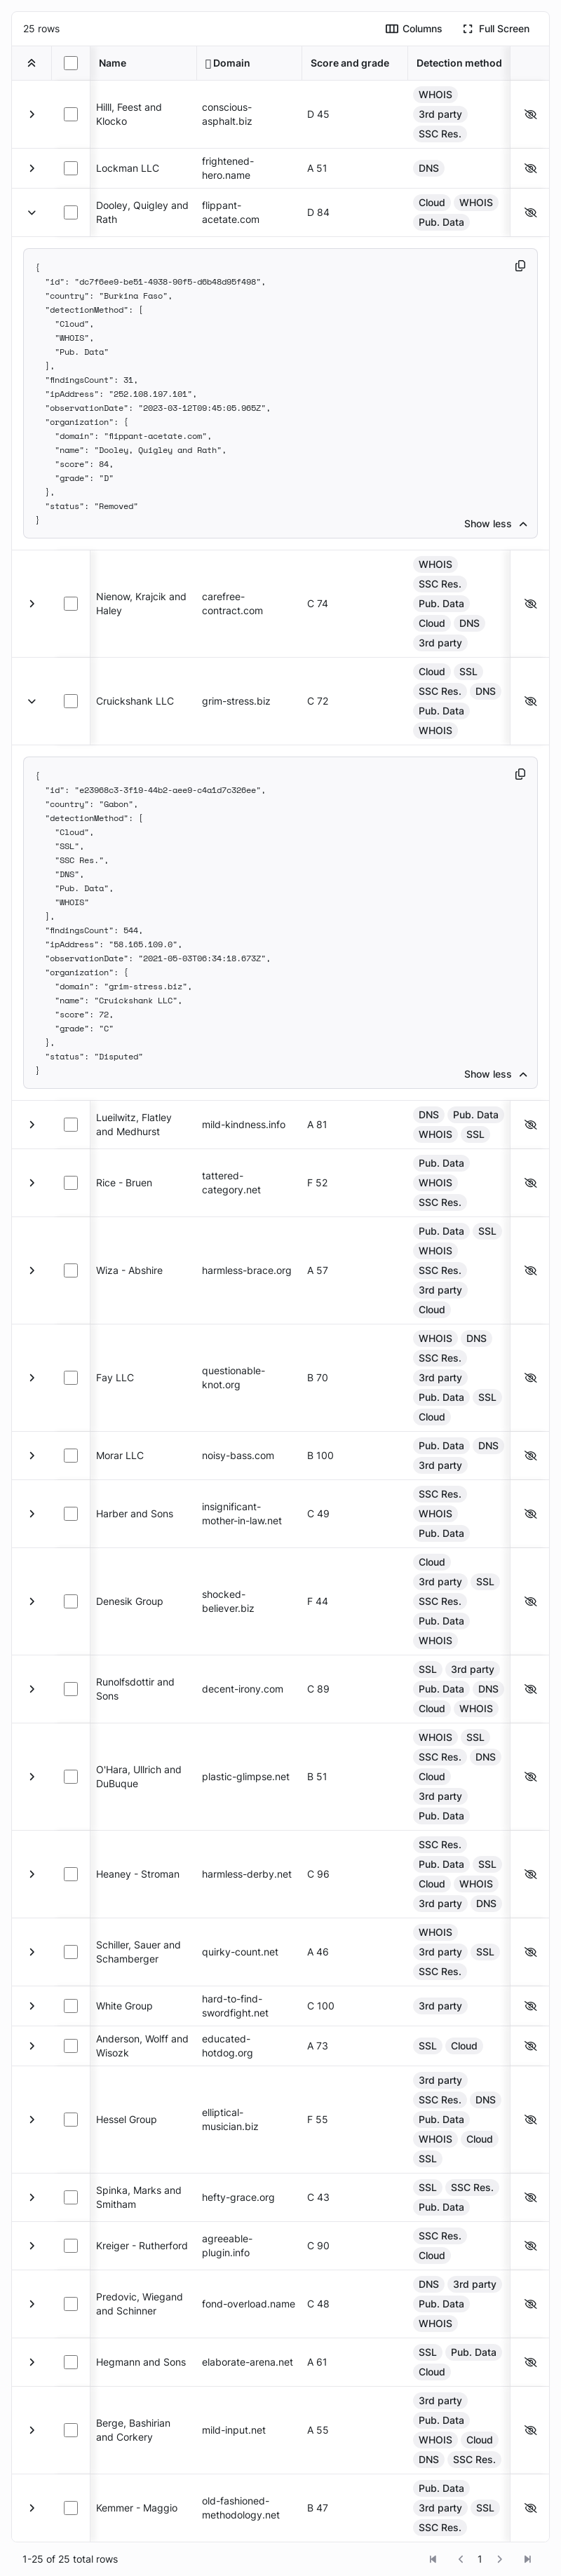 25 rows
Columns
Full Screen
Name
Domain
Score and grade
Detection method
Hilll, Feest and
Klocko
conscious-
asphalt.biz
D 45
WHOIS
3rd party
SSC Res.
Lockman LLC
frightened-
hero.name
A 51
DNS
Dooley, Quigley and
Rath
flippant-
acetate.com
D 84
Cloud WHOIS
Pub. Data
{
"id": "dc7f6ee9-be51-4938-90f5-d6b48d95f498",
"country": "Burkina Faso",
"detectionMethod": [
"Cloud",
"WHOIS",
"Pub. Data"
],
"findingsCount": 31,
"ipAddress": "252.108.197.101",
"observationDate": "2023-03-12T09:45:05.965Z",
"organization": {
"domain": "flippant-acetate.com",
"name": "Dooley, Quigley and Rath",
"score": 84,
"grade": "D"
},
"status": "Removed"
}
Show less
Nienow, Krajcik and
Haley
carefree-
contract.com
C 74
WHOIS
SSC Res.
Pub. Data
Cloud DNS
3rd party
Cruickshank LLC
grim-stress.biz
C 72
Cloud SSL
SSC Res. DNS
Pub. Data
WHOIS
{
"id": "e23968c3-3f19-44b2-aee9-c4a1d7c326ee",
"country": "Gabon",
"detectionMethod": [
"Cloud",
"SSL",
"SSC Res.",
"DNS",
"Pub. Data",
"WHOIS"
],
"findingsCount": 544,
"ipAddress": "58.165.109.0",
"observationDate": "2021-05-03T06:34:18.673Z",
"organization": {
"domain": "grim-stress.biz",
"name": "Cruickshank LLC",
"score": 72,
"grade": "C"
},
"status": "Disputed"
}
Show less
Lueilwitz, Flatley
and Medhurst
mild-kindness.info
A 81
DNS Pub. Data
WHOIS SSL
Rice - Bruen
tattered-
category.net
F 52
Pub. Data
WHOIS
SSC Res.
Wiza - Abshire
harmless-brace.org
A 57
Pub. Data SSL
WHOIS
SSC Res.
3rd party
Cloud
Fay LLC
questionable-
knot.org
B 70
WHOIS DNS
SSC Res.
3rd party
Pub. Data SSL
Cloud
Morar LLC
noisy-bass.com
B 100
Pub. Data DNS
3rd party
Harber and Sons
insignificant-
mother-in-law.net
C 49
SSC Res.
WHOIS
Pub. Data
Denesik Group
shocked-
believer.biz
F 44
Cloud
3rd party SSL
SSC Res.
Pub. Data
WHOIS
Runolfsdottir and
Sons
decent-irony.com
C 89
SSL 3rd party
Pub. Data DNS
Cloud WHOIS
O'Hara, Ullrich and
DuBuque
plastic-glimpse.net
B 51
WHOIS SSL
SSC Res. DNS
Cloud
3rd party
Pub. Data
Heaney - Stroman
harmless-derby.net
C 96
SSC Res.
Pub. Data SSL
Cloud WHOIS
3rd party DNS
Schiller, Sauer and
Schamberger
quirky-count.net
A 46
WHOIS
3rd party SSL
SSC Res.
White Group
hard-to-find-
swordfight.net
C 100
3rd party
Anderson, Wolff and
Wisozk
educated-
hotdog.org
A 73
SSL Cloud
Hessel Group
elliptical-
musician.biz
F 55
3rd party
SSC Res. DNS
Pub. Data
WHOIS Cloud
SSL
Spinka, Marks and
Smitham
hefty-grace.org
C 43
SSL SSC Res.
Pub. Data
Kreiger - Rutherford
agreeable-
plugin.info
C 90
SSC Res.
Cloud
Predovic, Wiegand
and Schinner
fond-overload.name
C 48
DNS 3rd party
Pub. Data
WHOIS
Hegmann and Sons
elaborate-arena.net
A 61
SSL Pub. Data
Cloud
Berge, Bashirian
and Corkery
mild-input.net
A 55
3rd party
Pub. Data
WHOIS Cloud
DNS SSC Res.
Kemmer - Maggio
old-fashioned-
methodology.net
B 47
Pub. Data
3rd party SSL
SSC Res.
1-25 of 25 total rows
1